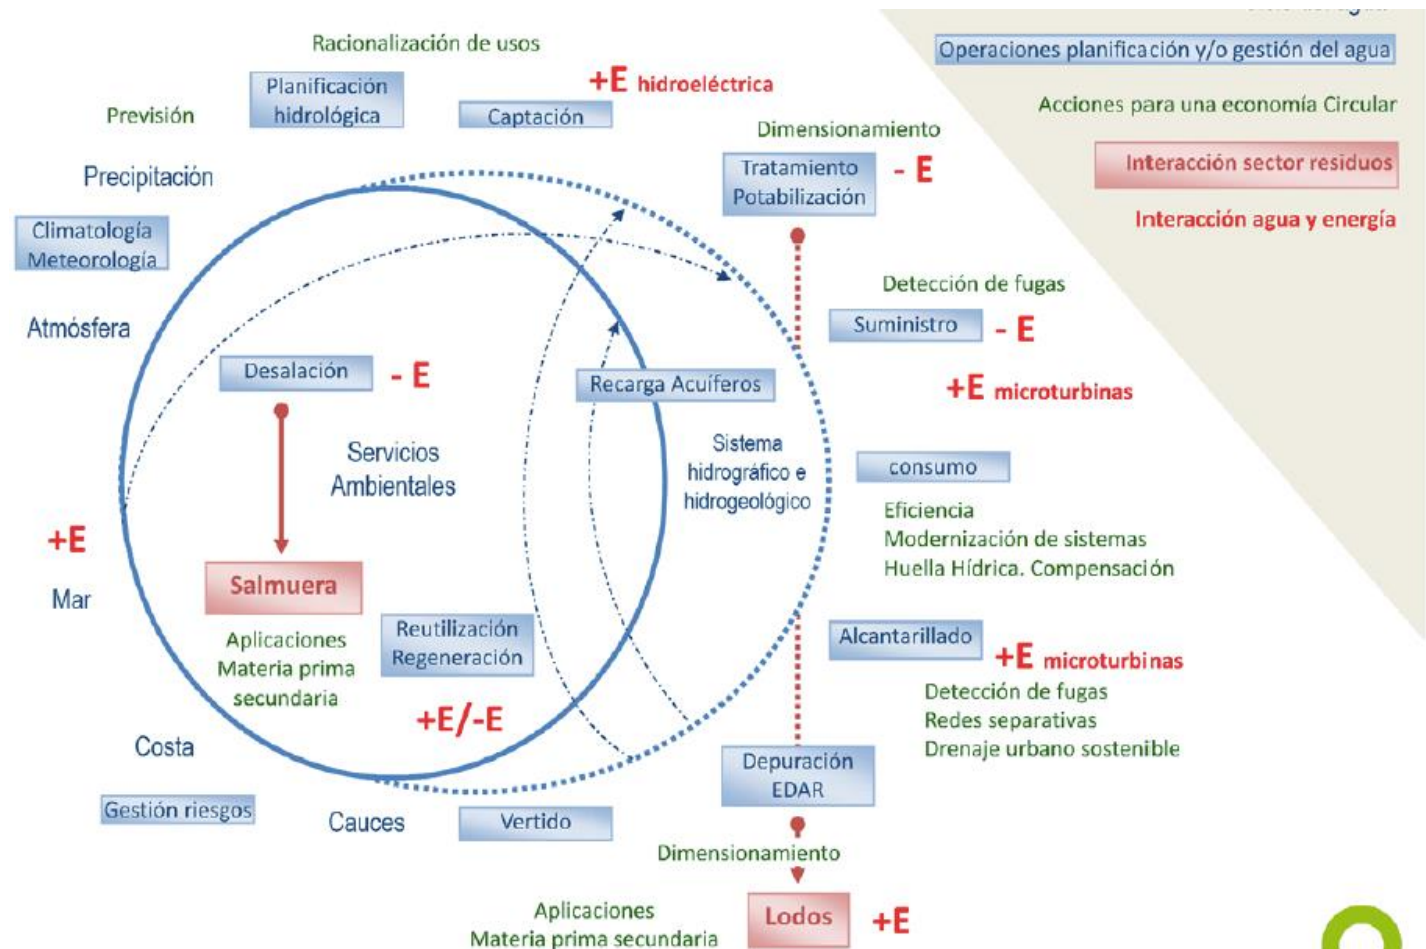 Racionalización de usos
Operaciones planificación y/o gestión del agua
Planificación
hidrológica
+E hidroeléctrica
Captación
Previsión
Acciones para una economía Circular
Dimensionamiento
Tratamiento
Potabilización
- E
Interacción sector residuos
Precipitación
Interacción agua y energía
Climatología
Meteorología
Detección de fugas
Atmósfera
Suministro
- E
Desalación
- E
Recarga Acuíferos
+E microturbinas
Servicios
Ambientales
Sistema
hidrográfico e
hidrogeológico
consumo
Eficiencia
Modernización de sistemas
Huella Hídrica. Compensación
+E
Mar
Salmuera
Aplicaciones
Materia prima
secundaria
Reutilización
Regeneración
+E/-E
Alcantarillado
+E microturbinas
Detección de fugas
Redes separativas
Drenaje urbano sostenible
Costa
Depuración
EDAR
Gestión riesgos
Cauces
Vertido
Dimensionamiento
Aplicaciones
Materia prima secundaria
Lodos
+E